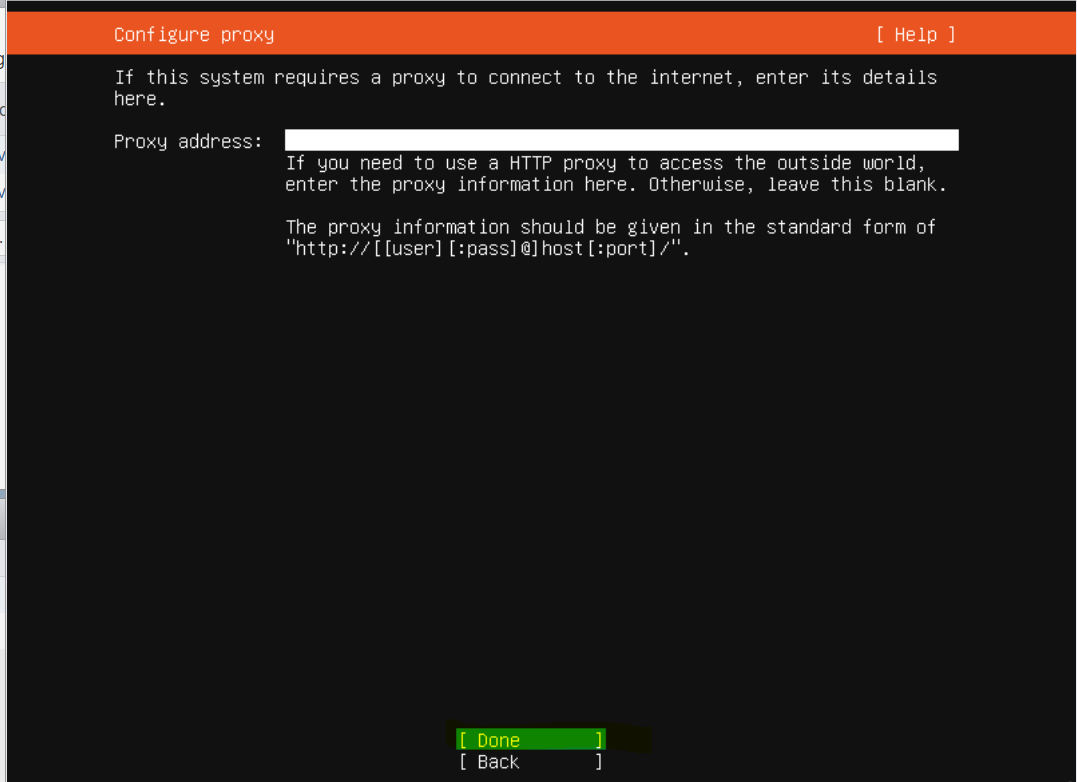 Configure proxy [ Help ]
If this system requires a proxy to connect to the internet, enter its details
here.
Proxy address:
If you need to use a HTTP proxy to access the outside world,
enter the proxy information here. Otherwise, leave this blank.
The proxy information should be given in the standard form of
"http://[[user][:pass]@]host[:port]/".
[ Done ]
[ Back ]